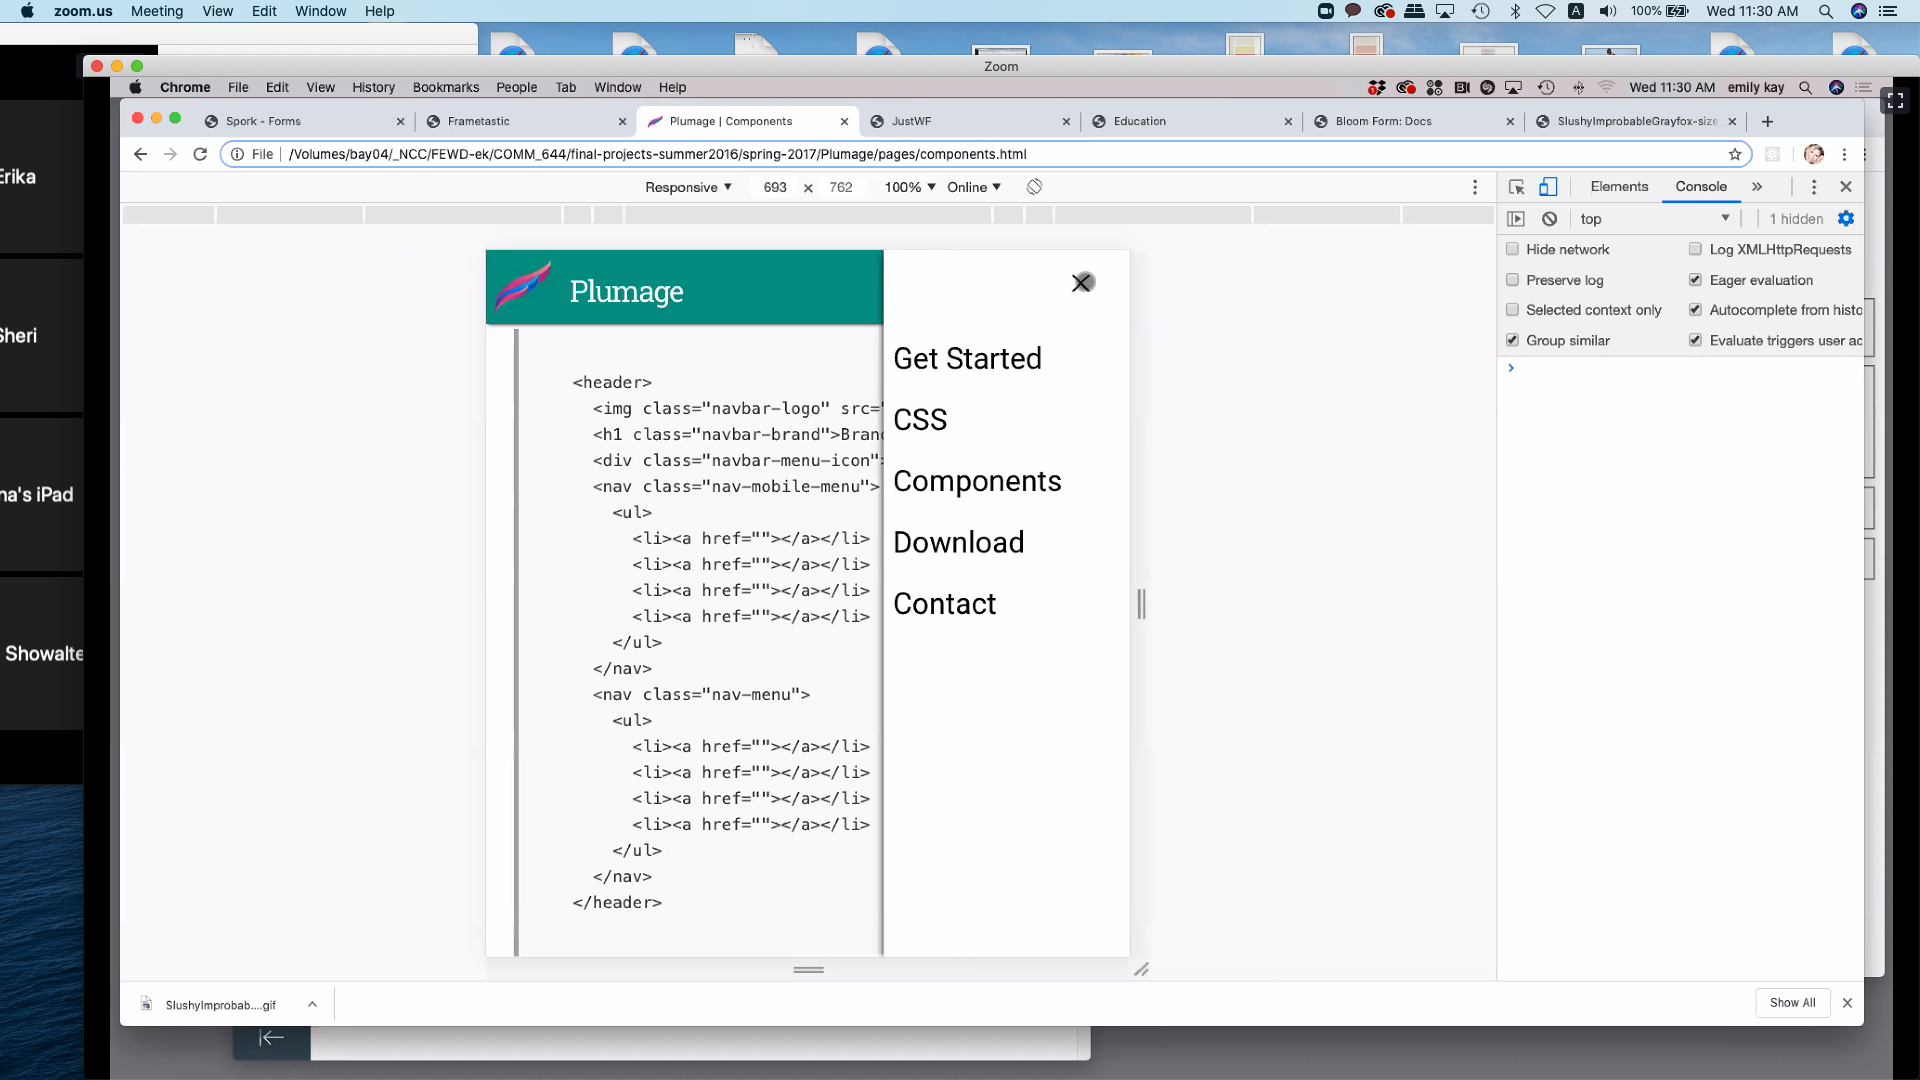 zoom.us Meeting View Edit Window Help
100% Wed 11:30 AM
Zoom
Chrome File Edit View History Bookmarks People Tab Window Help
Wed 11:30 AM emily kay
Spork - Forms
Frametastic
Plumage | Components
JustWF
Education
Bloom Form: Docs
SlushyImprobableGrayfox-size
File | /Volumes/bay04/_NCC/FEWD-ek/COMM_644/final-projects-summer2016/spring-2017/Plumage/pages/components.html
Responsive 693 × 762 100% Online
Elements Console
top 1 hidden
Hide network
Log XMLHttpRequests
Preserve log
Eager evaluation
Selected context only
Autocomplete from histo
Group similar
Evaluate triggers user ac
Erika
Sheri
na's iPad
Showalte
Plumage
<header>
<img class="navbar-logo" src="
<h1 class="navbar-brand">Brand
<div class="navbar-menu-icon">
<nav class="nav-mobile-menu">
<ul>
<li><a href=""></a></li>
<li><a href=""></a></li>
<li><a href=""></a></li>
<li><a href=""></a></li>
</ul>
</nav>
<nav class="nav-menu">
<ul>
<li><a href=""></a></li>
<li><a href=""></a></li>
<li><a href=""></a></li>
<li><a href=""></a></li>
</ul>
</nav>
</header>
Get Started
CSS
Components
Download
Contact
SlushyImprobab....gif
Show All